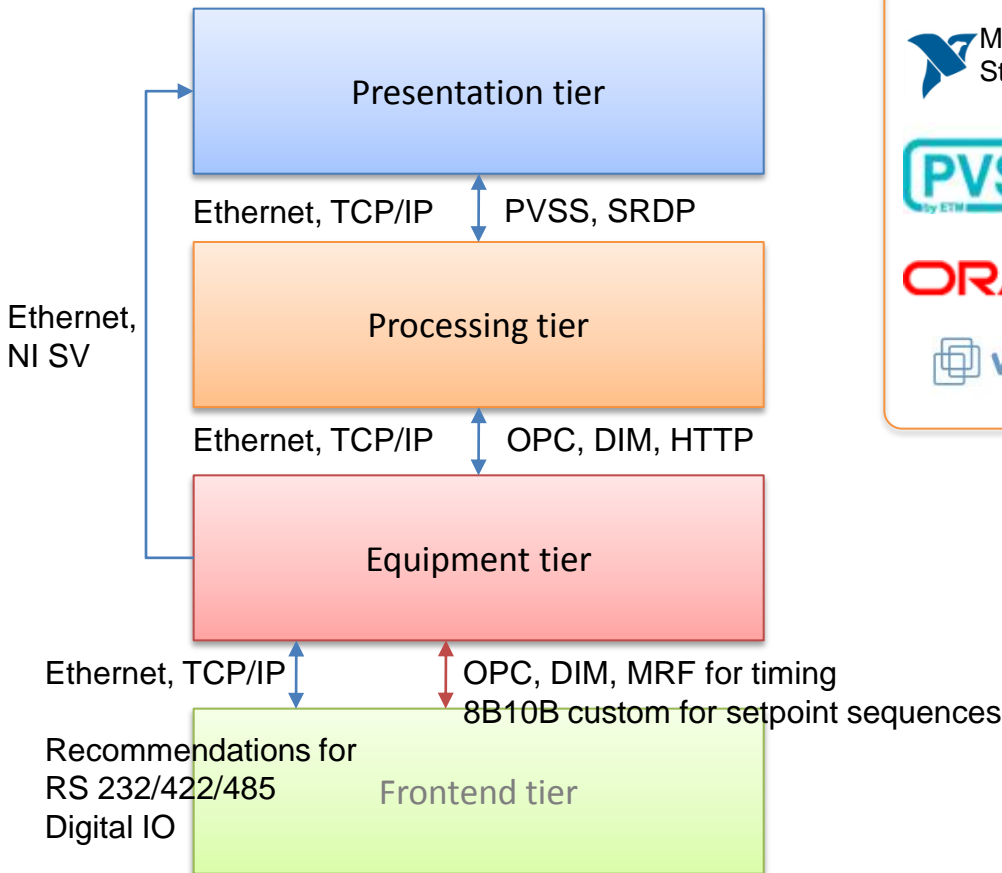 Presentation tier
Ethernet, TCP/IP
PVSS, SRDP
Processing tier
Ethernet,
NI SV
Ethernet, TCP/IP
OPC, DIM, HTTP
Equipment tier
Ethernet, TCP/IP
OPC, DIM, MRF for timing
8B10B custom for setpoint sequences
Recommendations for
RS 232/422/485
Digital IO
Frontend tier
by ETM